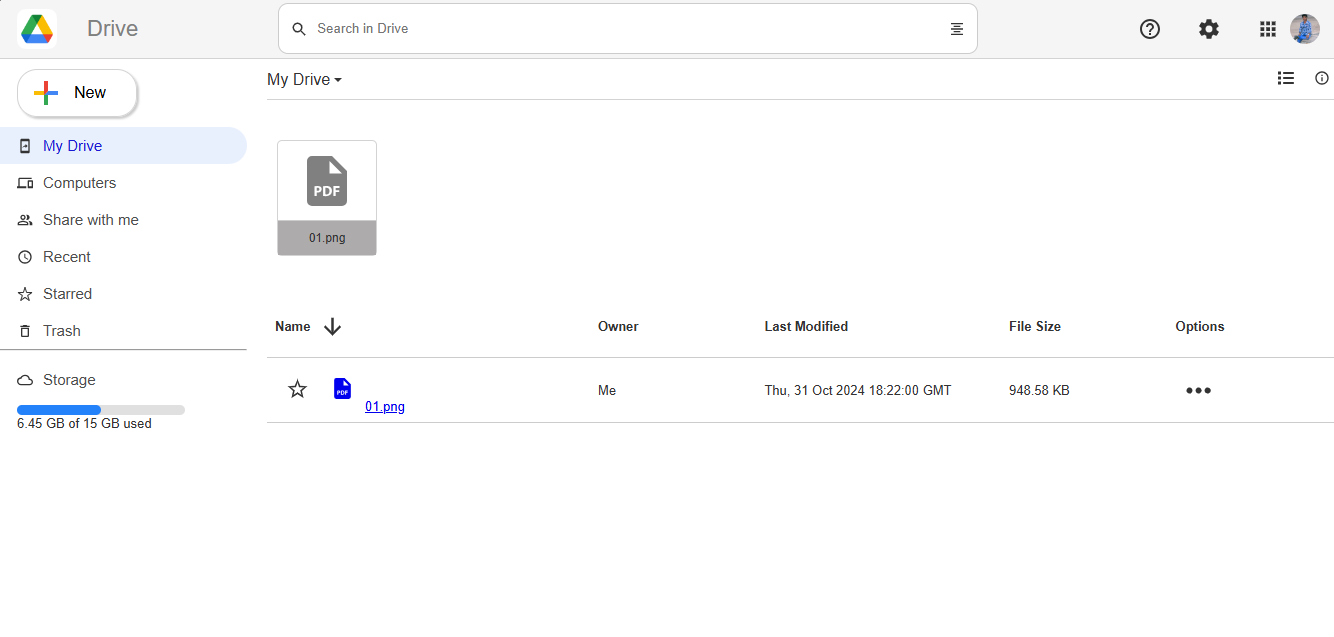 Drive
Search in Drive
New
My Drive
Computers
Share with me
Recent
Starred
Trash
Storage
6.45 GB of 15 GB used
My Drive
PDF
01.png
Name Owner Last Modified File Size Options
PDF
01.png Me Thu, 31 Oct 2024 18:22:00 GMT 948.58 KB